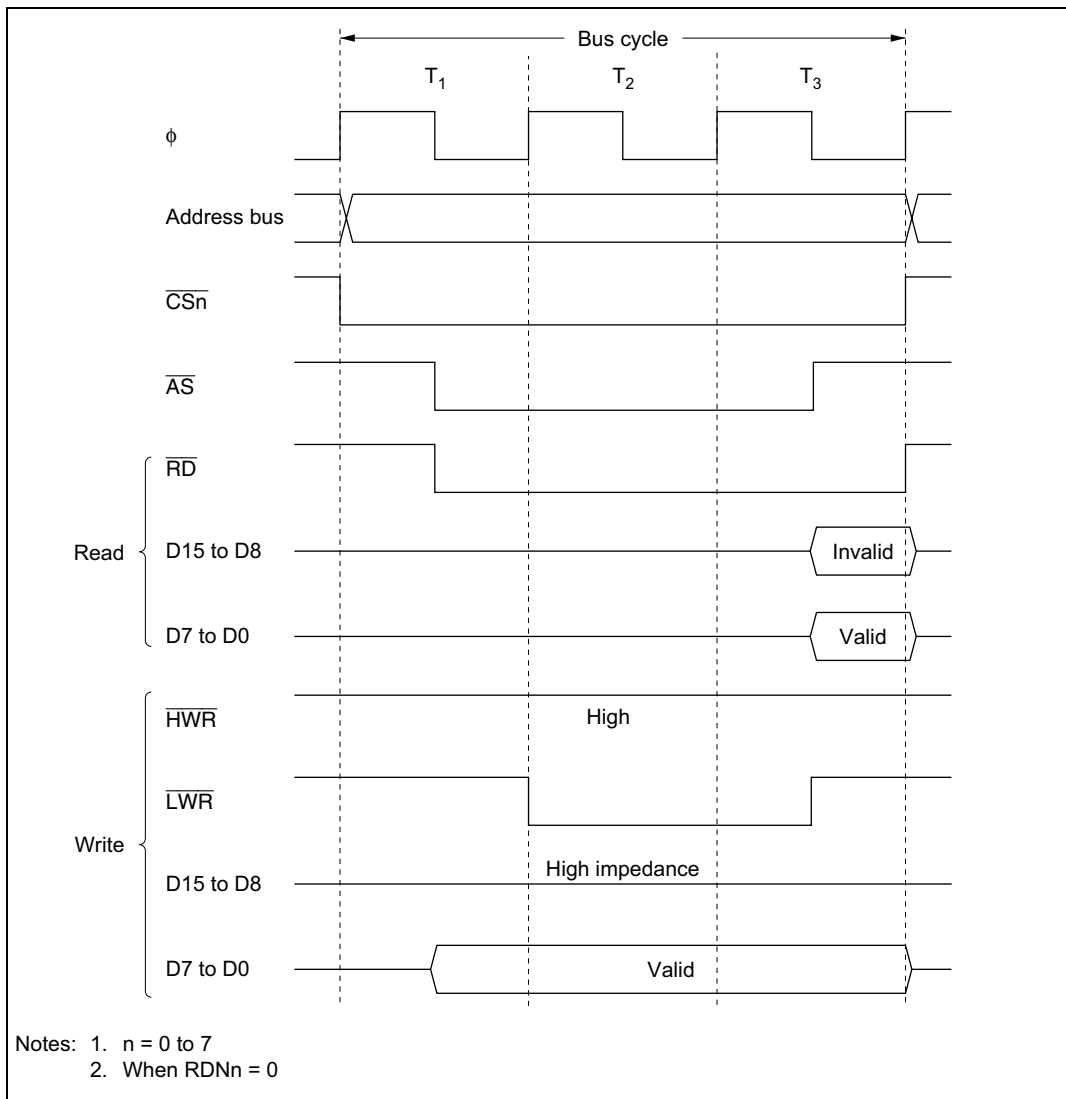 Bus cycle
T1 T2 T3
φ
Address bus
CSn
AS
RD
Read
D15 to D8
Invalid
D7 to D0
Valid
HWR
High
LWR
Write
High impedance
D15 to D8
D7 to D0
Valid
Notes: 1. n = 0 to 7
2. When RDNn = 0